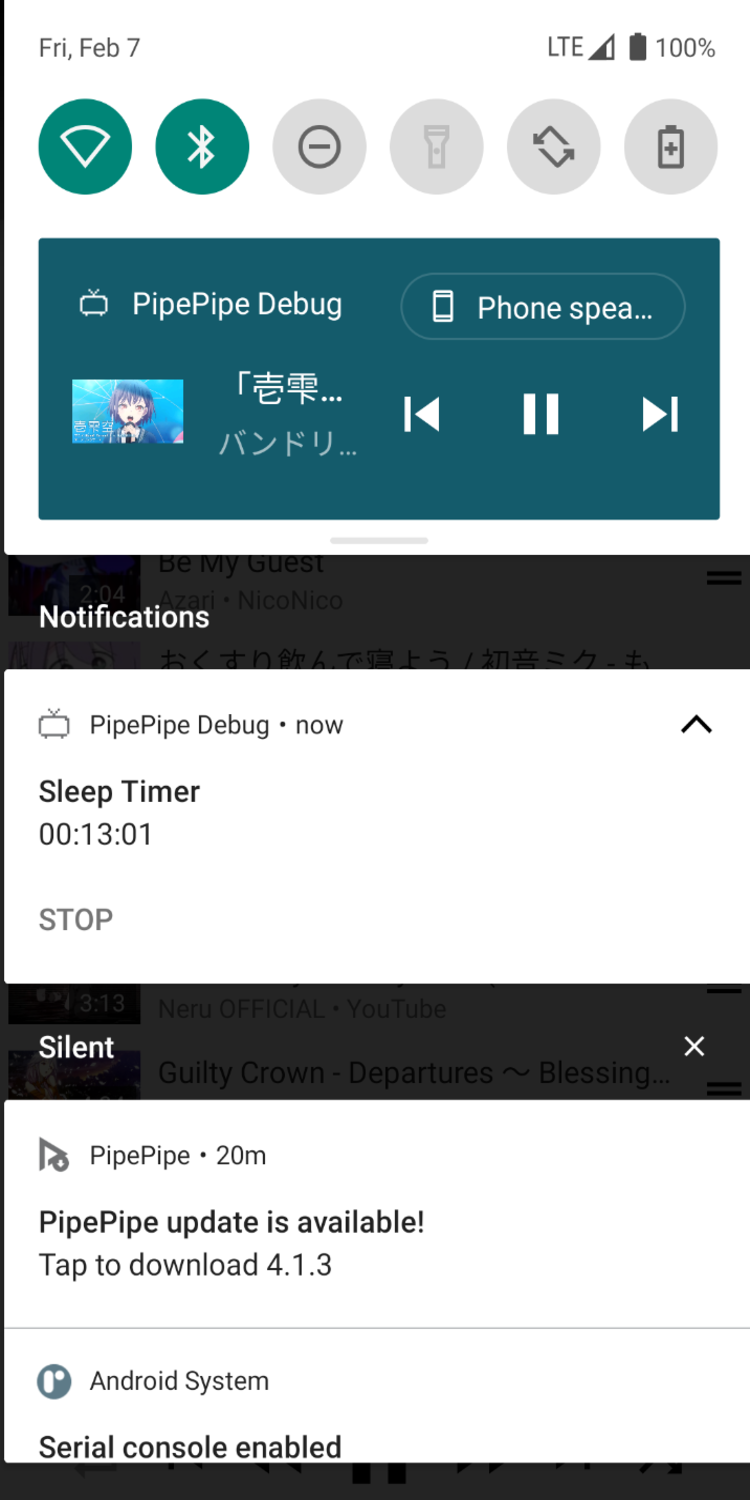 Fri, Feb 7
LTE 100%
PipePipe Debug
Phone spea...
「壱雫...
バンドリ...
壱雫空
Be My Guest
2:04
Azari • NicoNico
Notifications
おくすり飲んで寝よう / 初音ミク - も
PipePipe Debug • now
Sleep Timer
00:13:01
STOP
3:13
Neru OFFICIAL • YouTube
Silent
Guilty Crown - Departures ～ Blessing...
PipePipe • 20m
PipePipe update is available!
Tap to download 4.1.3
Android System
Serial console enabled